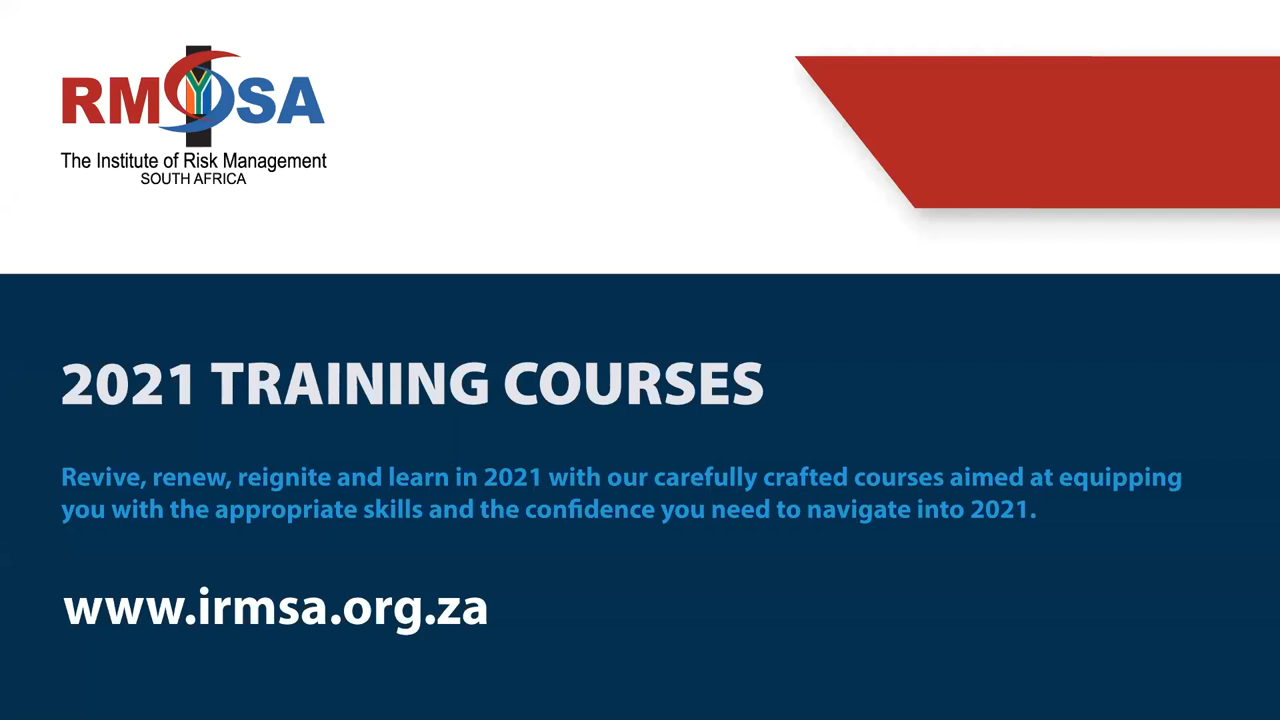 RM SA
The Institute of Risk Management
SOUTH AFRICA
2021 TRAINING COURSES
Revive, renew, reignite and learn in 2021 with our carefully crafted courses aimed at equipping
you with the appropriate skills and the confidence you need to navigate into 2021.
www.irmsa.org.za